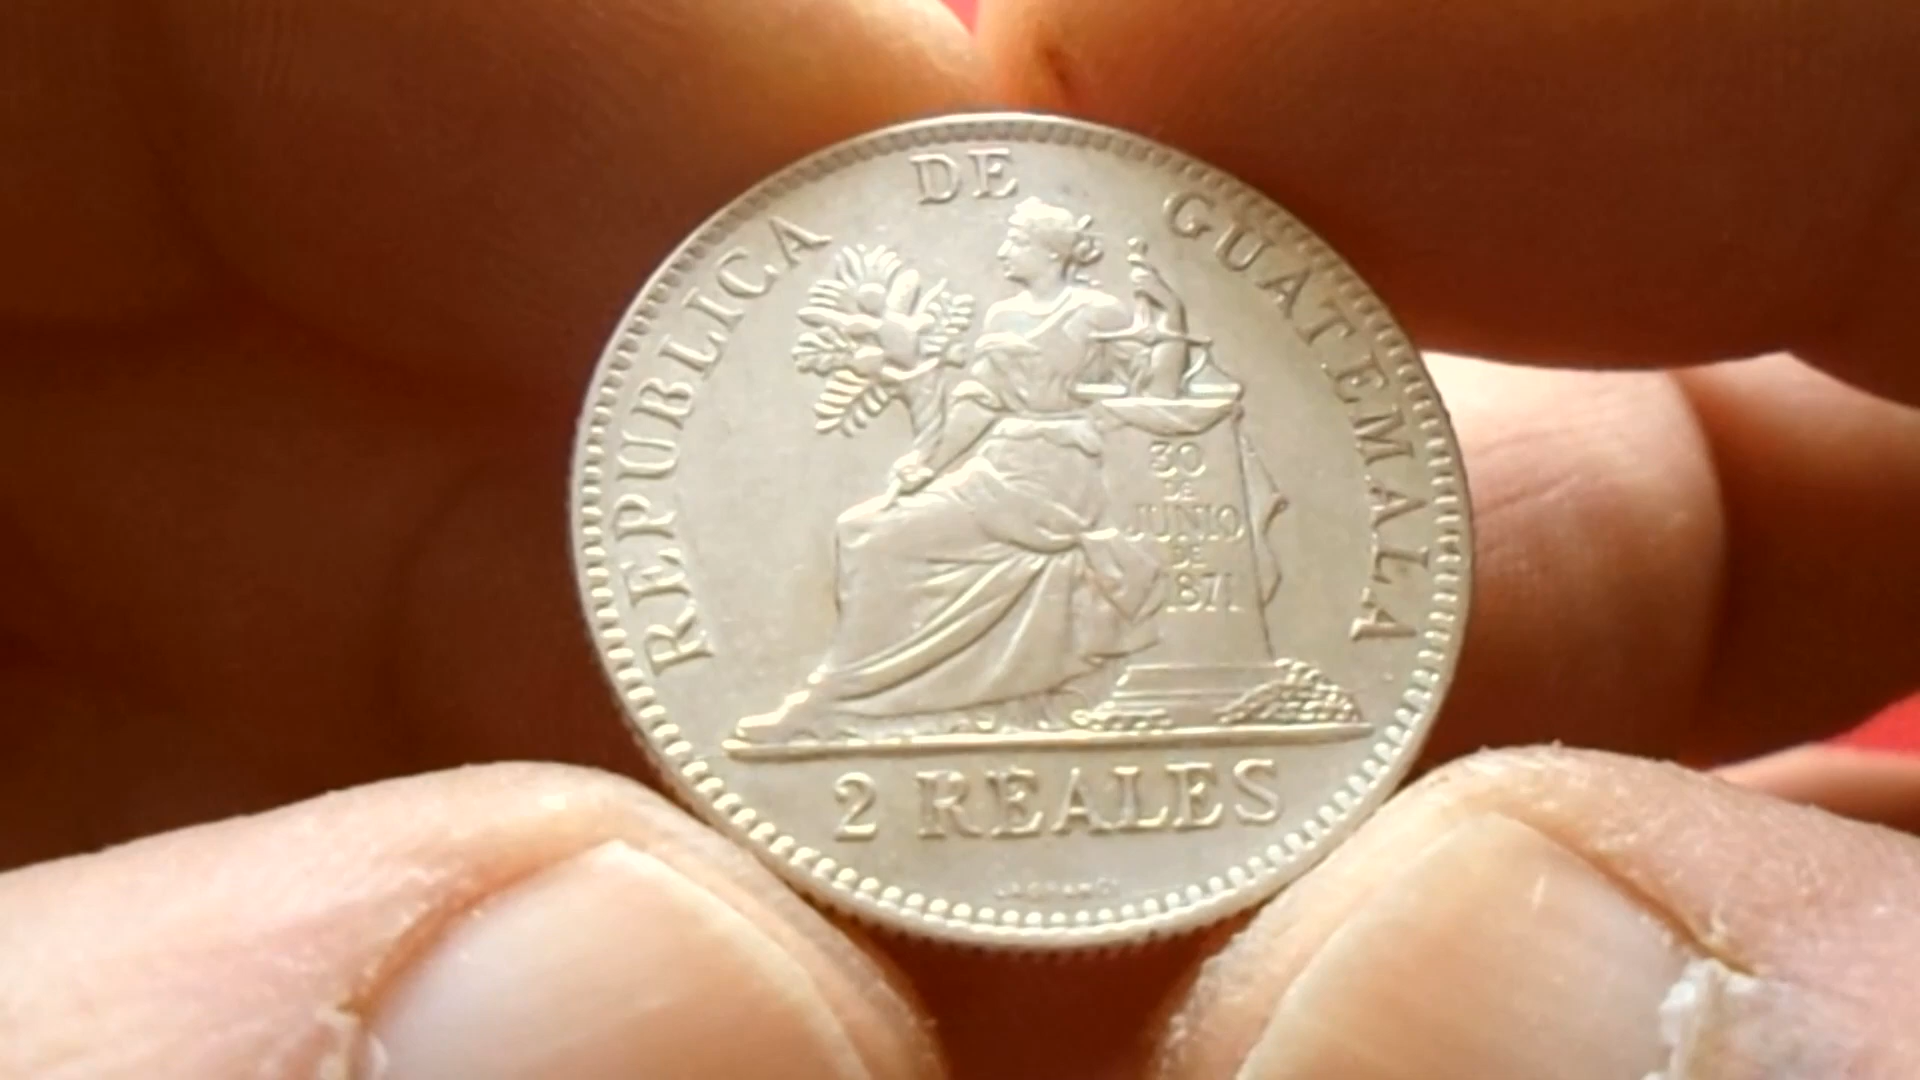 REPUBLICA DE GUATEMALA
30
DE
JUNIO
DE
1871
2 REALES